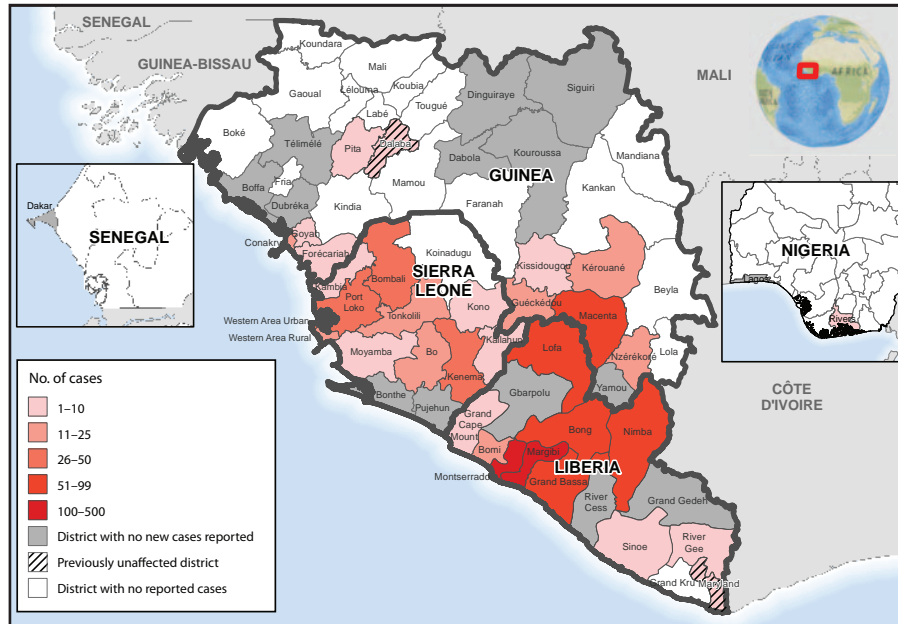 SENEGAL
GUINEA-BISSAU
MALI
Koundara
Mali
Gaoual
Lélouma
Koubia
Labé
Tougué
Dinguiraye
Siguiri
Boké
Télimélé
Pita
Dalaba
Dabola
Kouroussa
Mandiana
GUINEA
Boffa
Fria
Mamou
Kankan
Dubréka
Kindia
Faranah
Conakry
Coyah
Forécariah
Koinadugu
Kissidougou
Kérouané
Beyla
SIERRA
LEONE
Kambia
Bombali
Port
Loko
Kono
Guéckédou
Macenta
Tonkolili
Western Area Urban
Western Area Rural
Moyamba
Bo
Kailahun
Lofa
Nzérékoré
Lola
Kenema
Bonthe
Pujehun
Gbarpolu
Yamou
Grand
Cape
Mount
Bong
Nimba
Bomi
Margibi
LIBERIA
Montserrado
Grand Bassa
River
Cess
Grand Gedeh
Sinoe
River
Gee
Grand Kru
Maryland
CÔTE
D'IVOIRE
Dakar
SENEGAL
AFRICA
NIGERIA
Lagos
Rivers
No. of cases
1–10
11–25
26–50
51–99
100–500
District with no new cases reported
Previously unaffected district
District with no reported cases